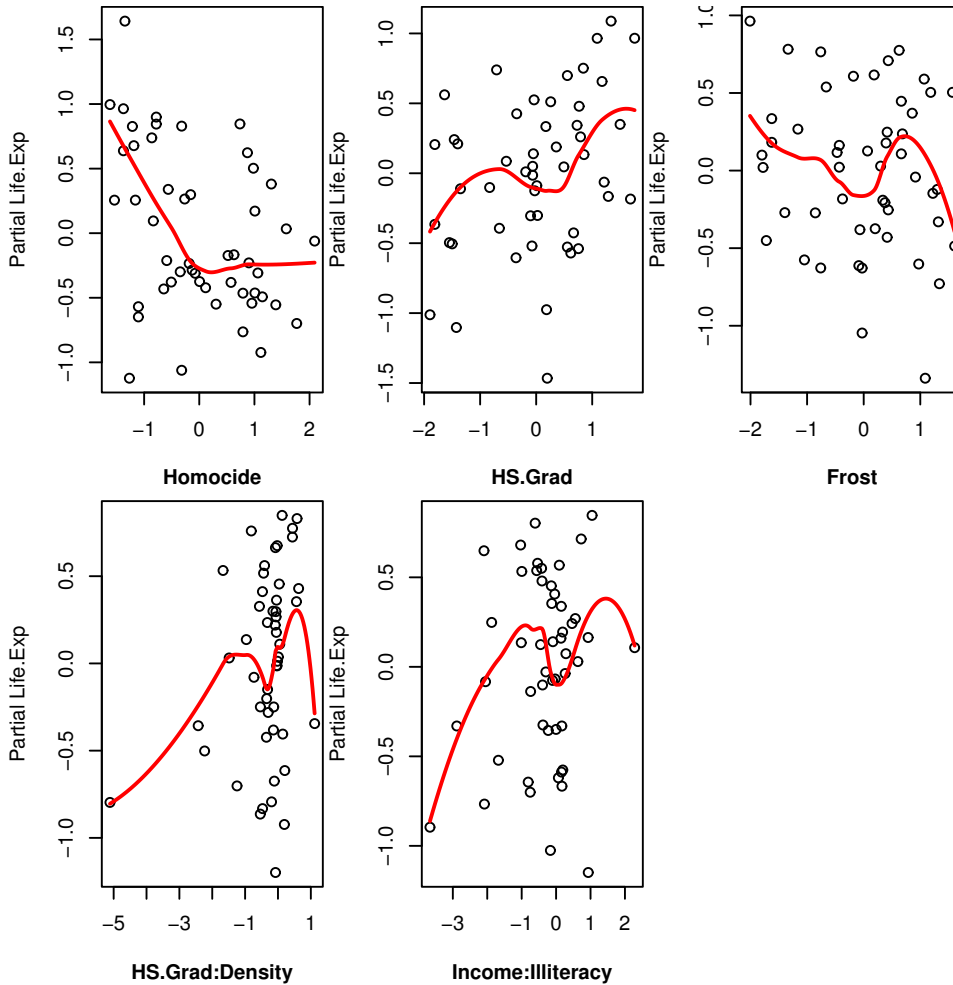 Partial Life.Exp
−1.0 −0.5 0.0 0.5 1.0 1.5
−1 0 1 2
Homocide
Partial Life.Exp
−1.5 −1.0 −0.5 0.0 0.5 1.0
−2 −1 0 1
HS.Grad
Partial Life.Exp
−1.0 −0.5 0.0 0.5 1.0
−2 −1 0 1
Frost
Partial Life.Exp
−1.0 −0.5 0.0 0.5
−5 −3 −1 0 1
HS.Grad:Density
Partial Life.Exp
−1.0 −0.5 0.0 0.5
−3 −1 0 1 2
Income:Illiteracy